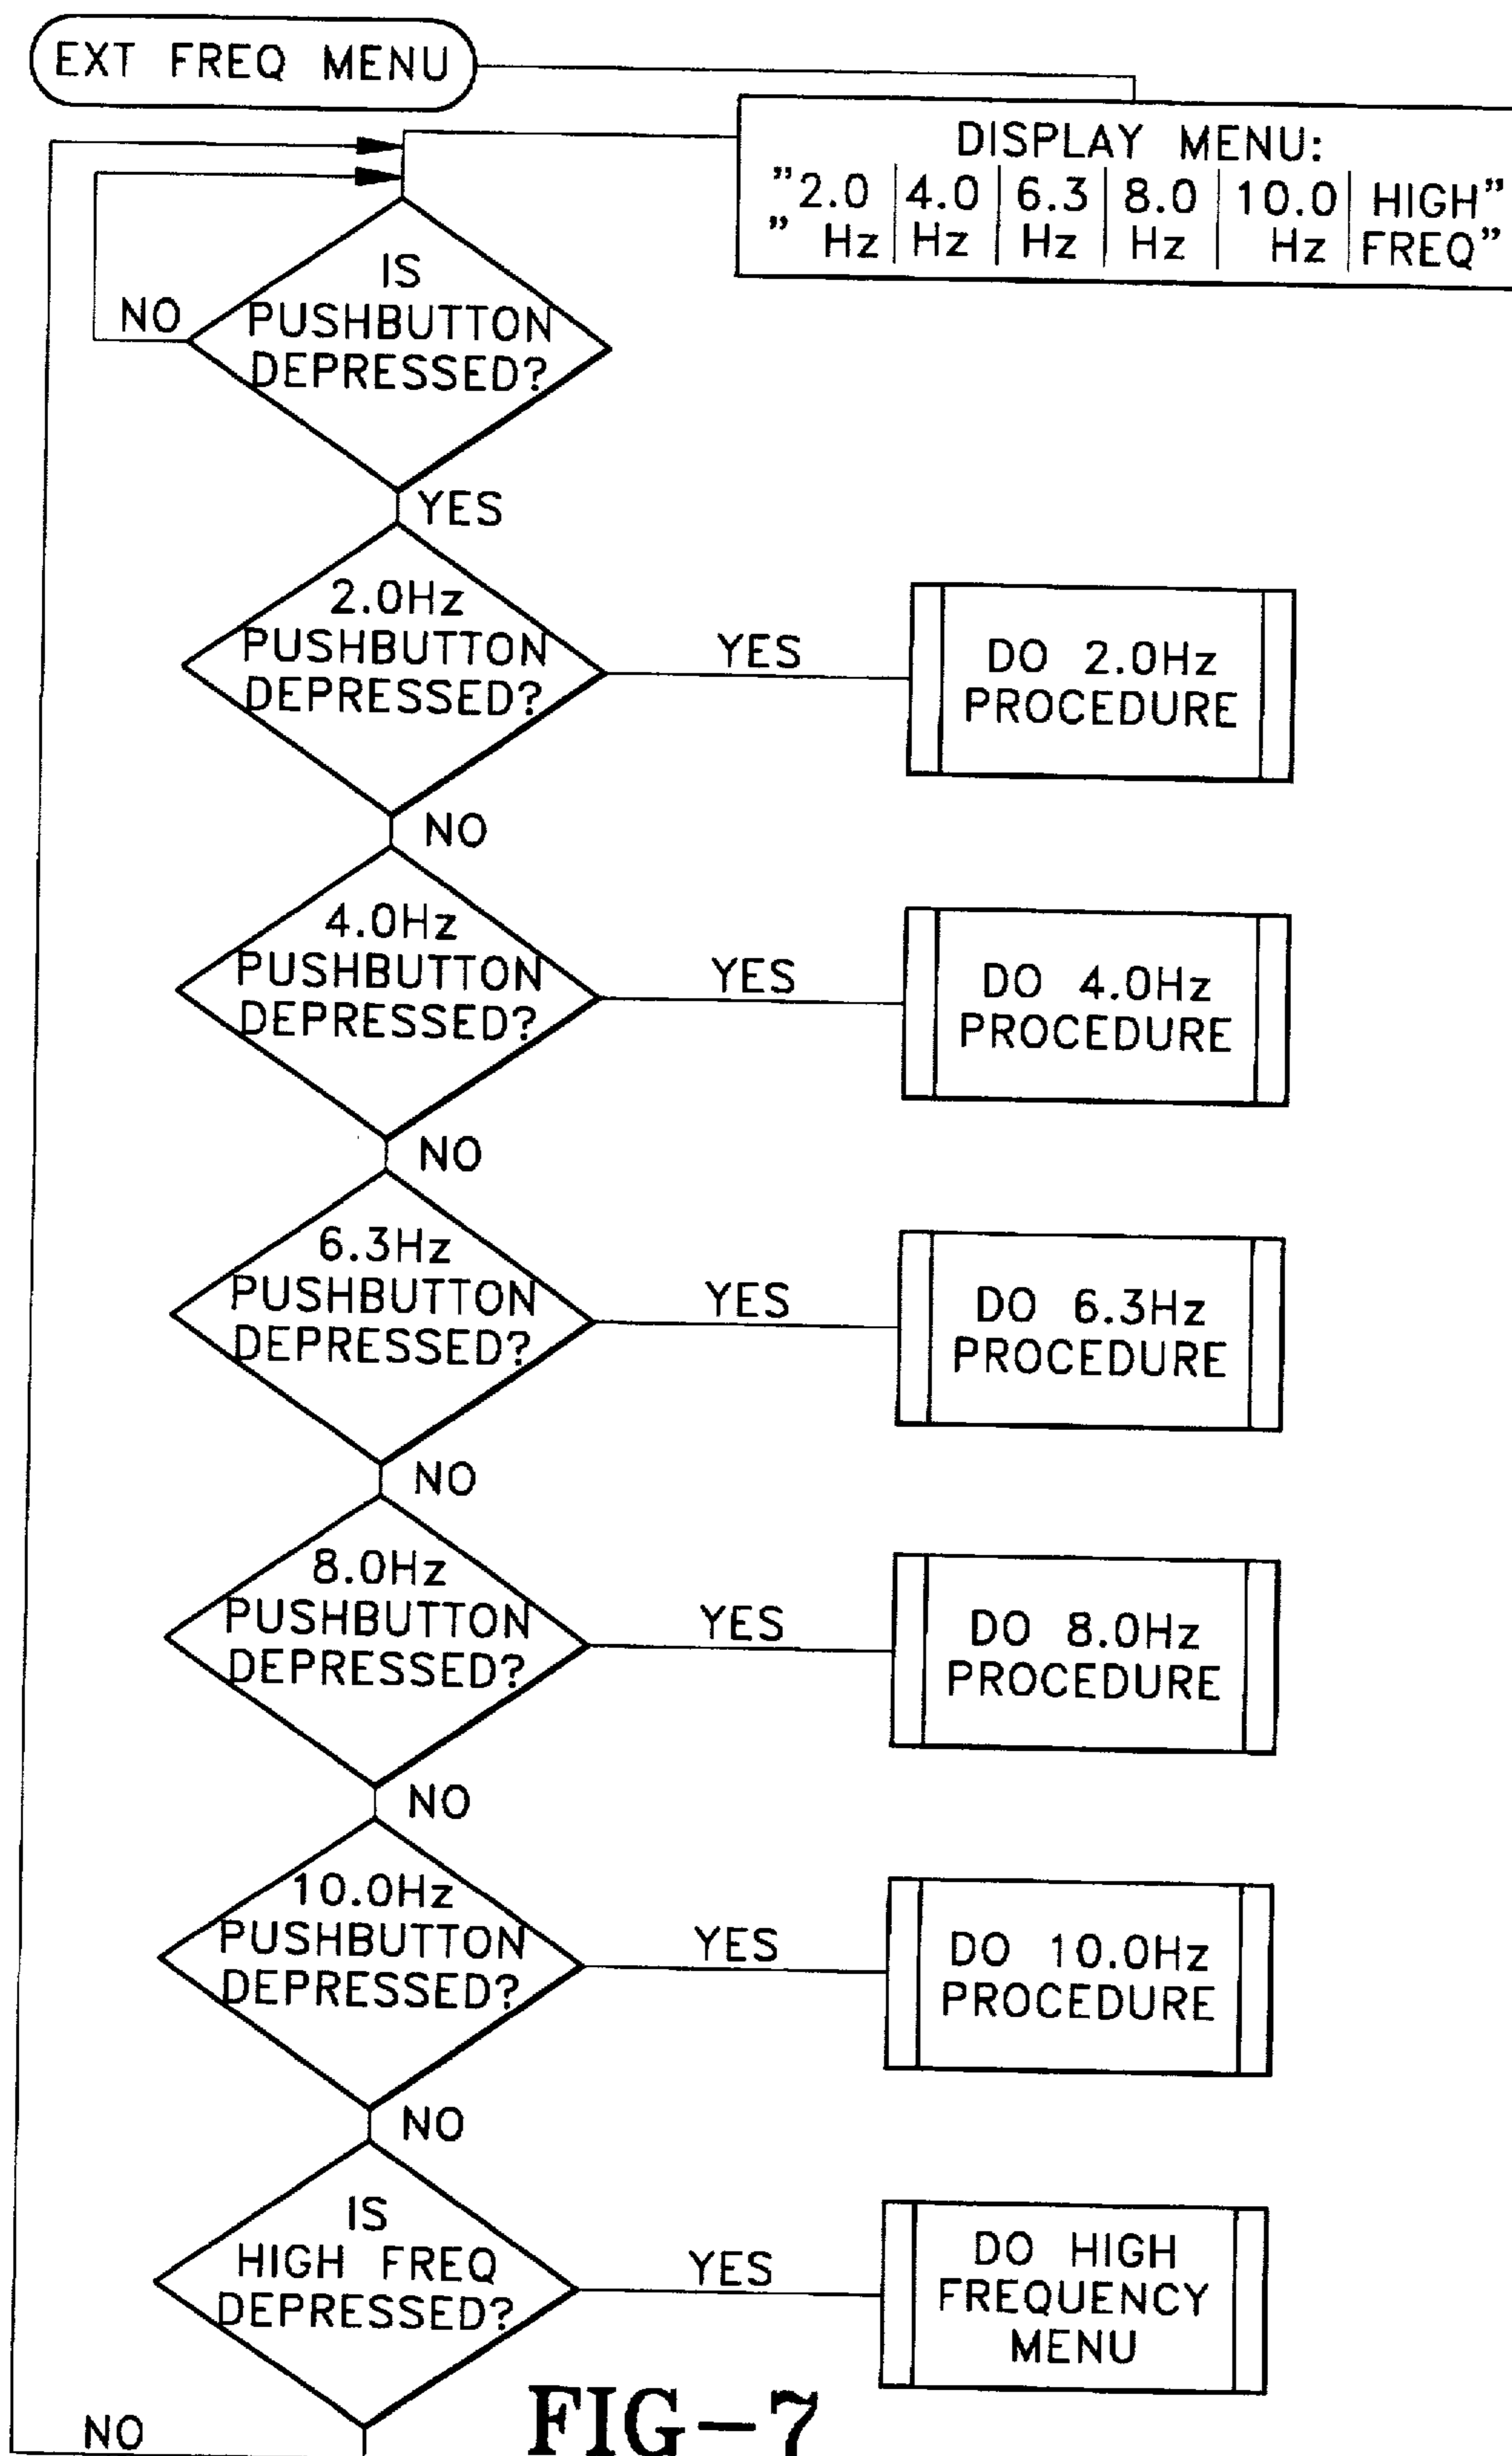 EXT FREQ MENU
DISPLAY MENU:
"2.0 | 4.0 | 6.3 | 8.0 | 10.0 | HIGH"
" Hz | Hz | Hz | Hz | Hz | FREQ"
IS
PUSHBUTTON
DEPRESSED?
NO
YES
2.0Hz
PUSHBUTTON
DEPRESSED?
YES
DO 2.0Hz
PROCEDURE
NO
4.0Hz
PUSHBUTTON
DEPRESSED?
YES
DO 4.0Hz
PROCEDURE
NO
6.3Hz
PUSHBUTTON
DEPRESSED?
YES
DO 6.3Hz
PROCEDURE
NO
8.0Hz
PUSHBUTTON
DEPRESSED?
YES
DO 8.0Hz
PROCEDURE
NO
10.0Hz
PUSHBUTTON
DEPRESSED?
YES
DO 10.0Hz
PROCEDURE
NO
IS
HIGH FREQ
DEPRESSED?
YES
DO HIGH
FREQUENCY
MENU
NO
FIG-7